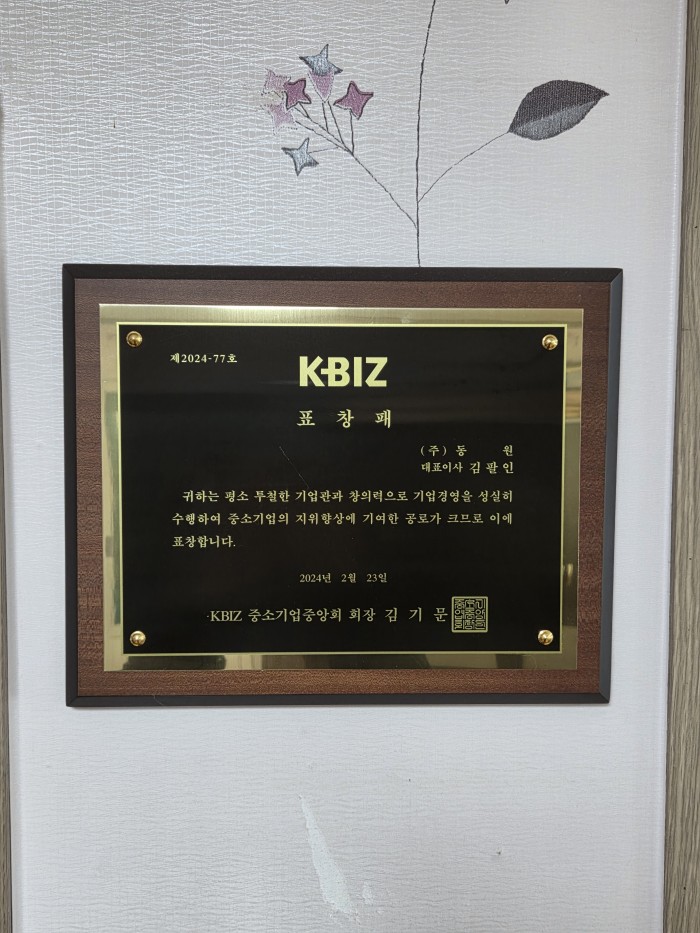 제2024-77호
KBIZ
표 창 패
(주) 동 원
대표이사 김 팔 인
귀하는 평소 투철한 기업관과 창의력으로 기업경영을 성실히
수행하여 중소기업의 지위향상에 기여한 공로가 크므로 이에
표창합니다.
2024년 2월 23일
KBIZ 중소기업중앙회 회장 김 기 문